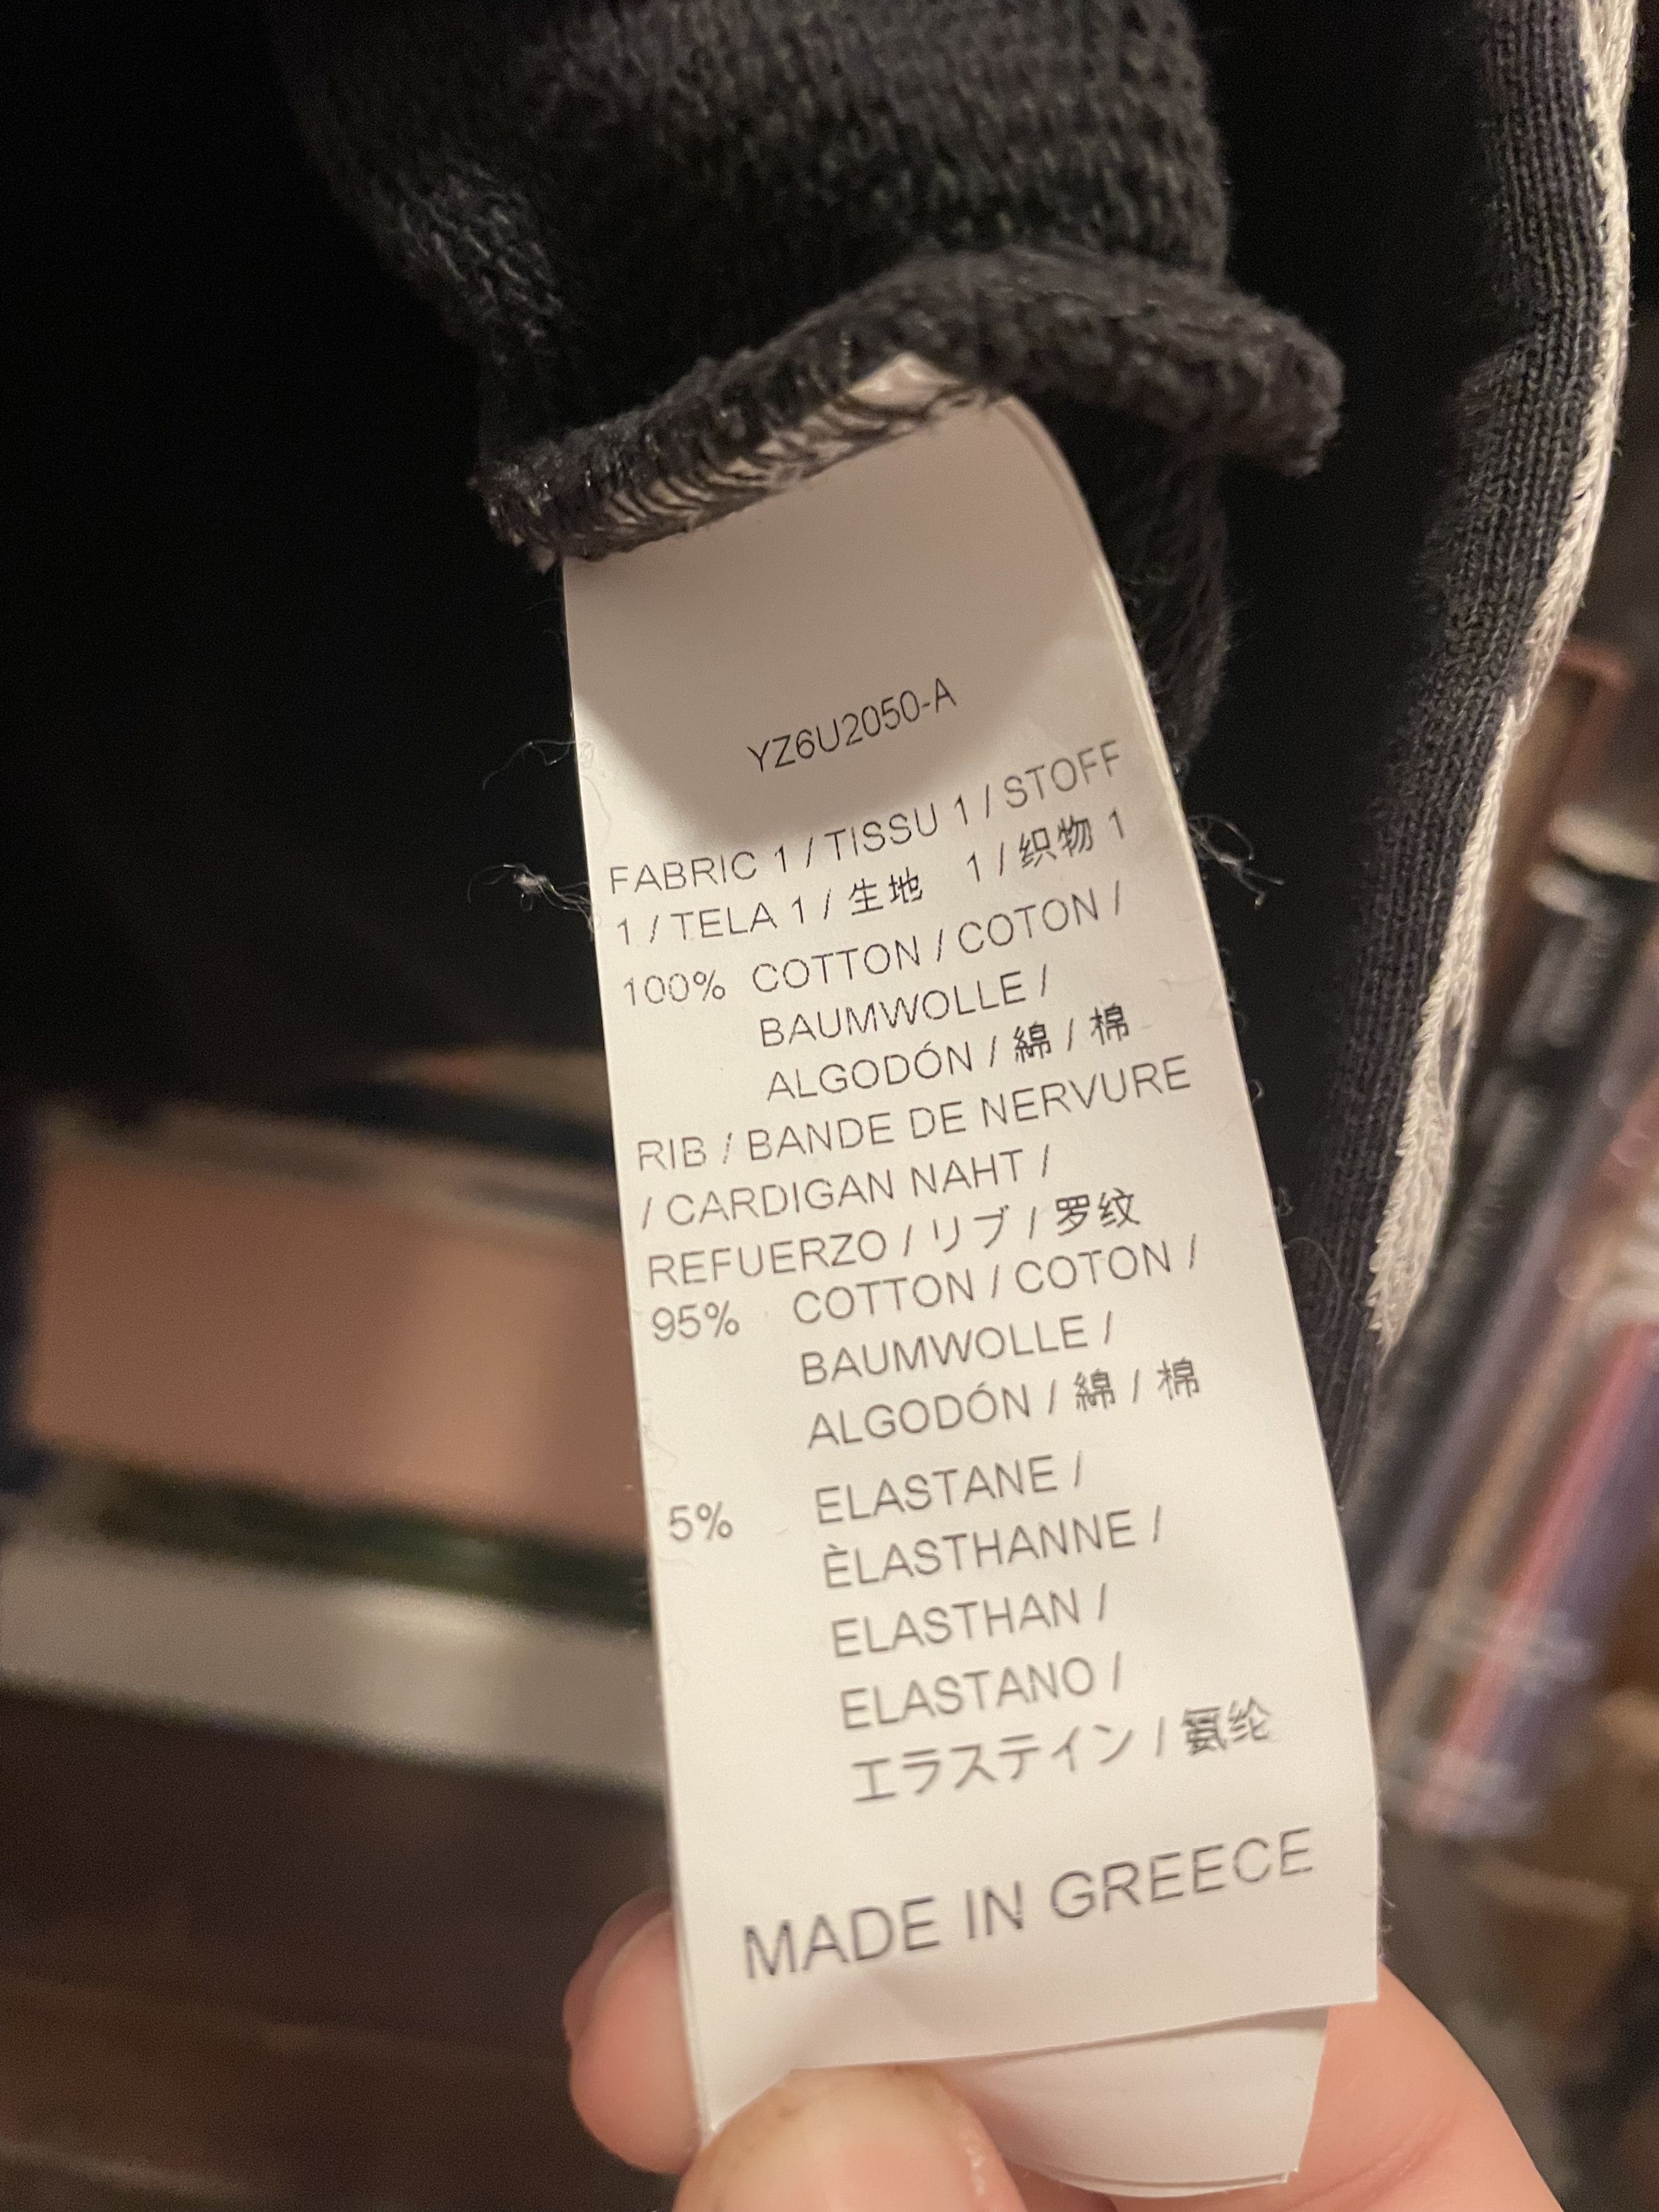 YZ6U2050-A
FABRIC 1 / TISSU 1 / STOFF
1 / TELA 1 / 生地　1 / 织物 1
100% COTTON / COTON /
BAUMWOLLE /
ALGODÓN / 綿 / 棉
RIB / BANDE DE NERVURE
/ CARDIGAN NAHT /
REFUERZO / リブ / 罗纹
95% COTTON / COTON /
BAUMWOLLE /
ALGODÓN / 綿 / 棉
5% ELASTANE /
ÈLASTHANNE /
ELASTHAN /
ELASTANO /
エラステイン / 氨纶
MADE IN GREECE